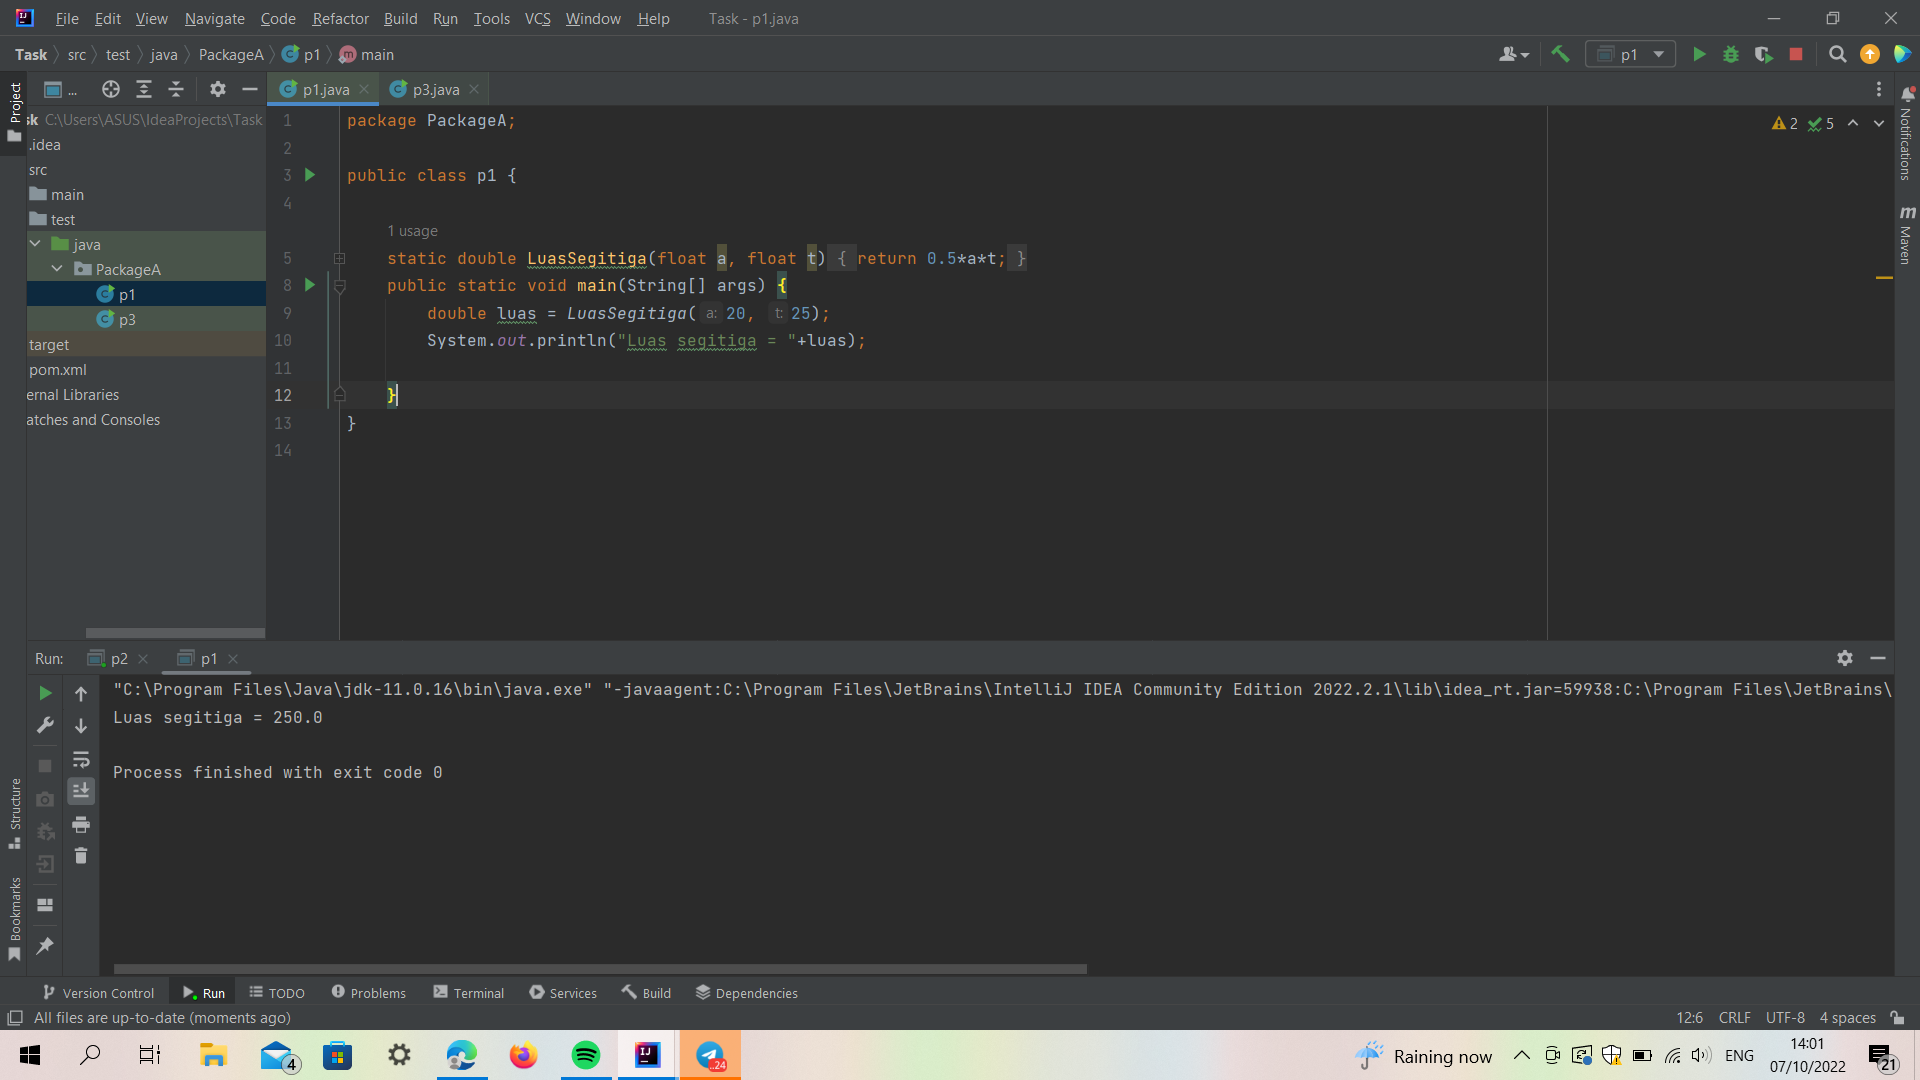 File Edit View Navigate Code Refactor Build Run Tools VCS Window Help Task - p1.java
Task src test java PackageA p1 main
p1
Project
... p1.java p3.java
sk C:\Users\ASUS\IdeaProjects\Task
.idea
src
main
test
java
PackageA
p1
p3
target
pom.xml
ernal Libraries
atches and Consoles
1 package PackageA;
2
3 public class p1 {
4
1 usage
5 static double LuasSegitiga(float a, float t) { return 0.5*a*t; }
8 public static void main(String[] args) {
9 double luas = LuasSegitiga( a: 20, t: 25);
10 System.out.println("Luas segitiga = "+luas);
11
12 }
13 }
14
2 5
Notifications
Maven
Run: p2 p1
"C:\Program Files\Java\jdk-11.0.16\bin\java.exe" "-javaagent:C:\Program Files\JetBrains\IntelliJ IDEA Community Edition 2022.2.1\lib\idea_rt.jar=59938:C:\Program Files\JetBrains\
Luas segitiga = 250.0
Process finished with exit code 0
Structure
Bookmarks
Version Control Run TODO Problems Terminal Services Build Dependencies
All files are up-to-date (moments ago) 12:6 CRLF UTF-8 4 spaces
4 ..24 Raining now ENG 14:01
07/10/2022 21